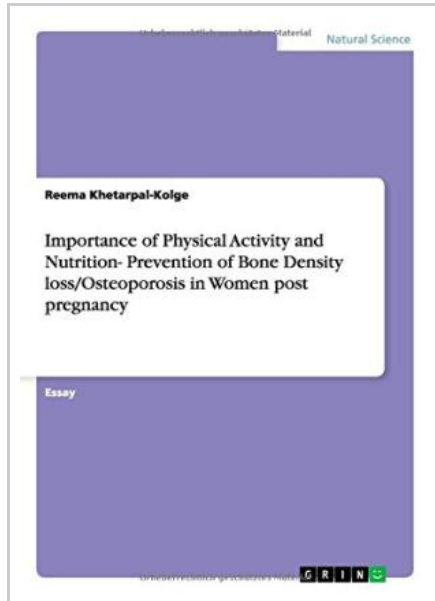 Material
Natural Science
Reema Khetarpal-Kolge
Importance of Physical Activity and
Nutrition- Prevention of Bone Density
loss/Osteoporosis in Women post
pregnancy
Essay
GRIN